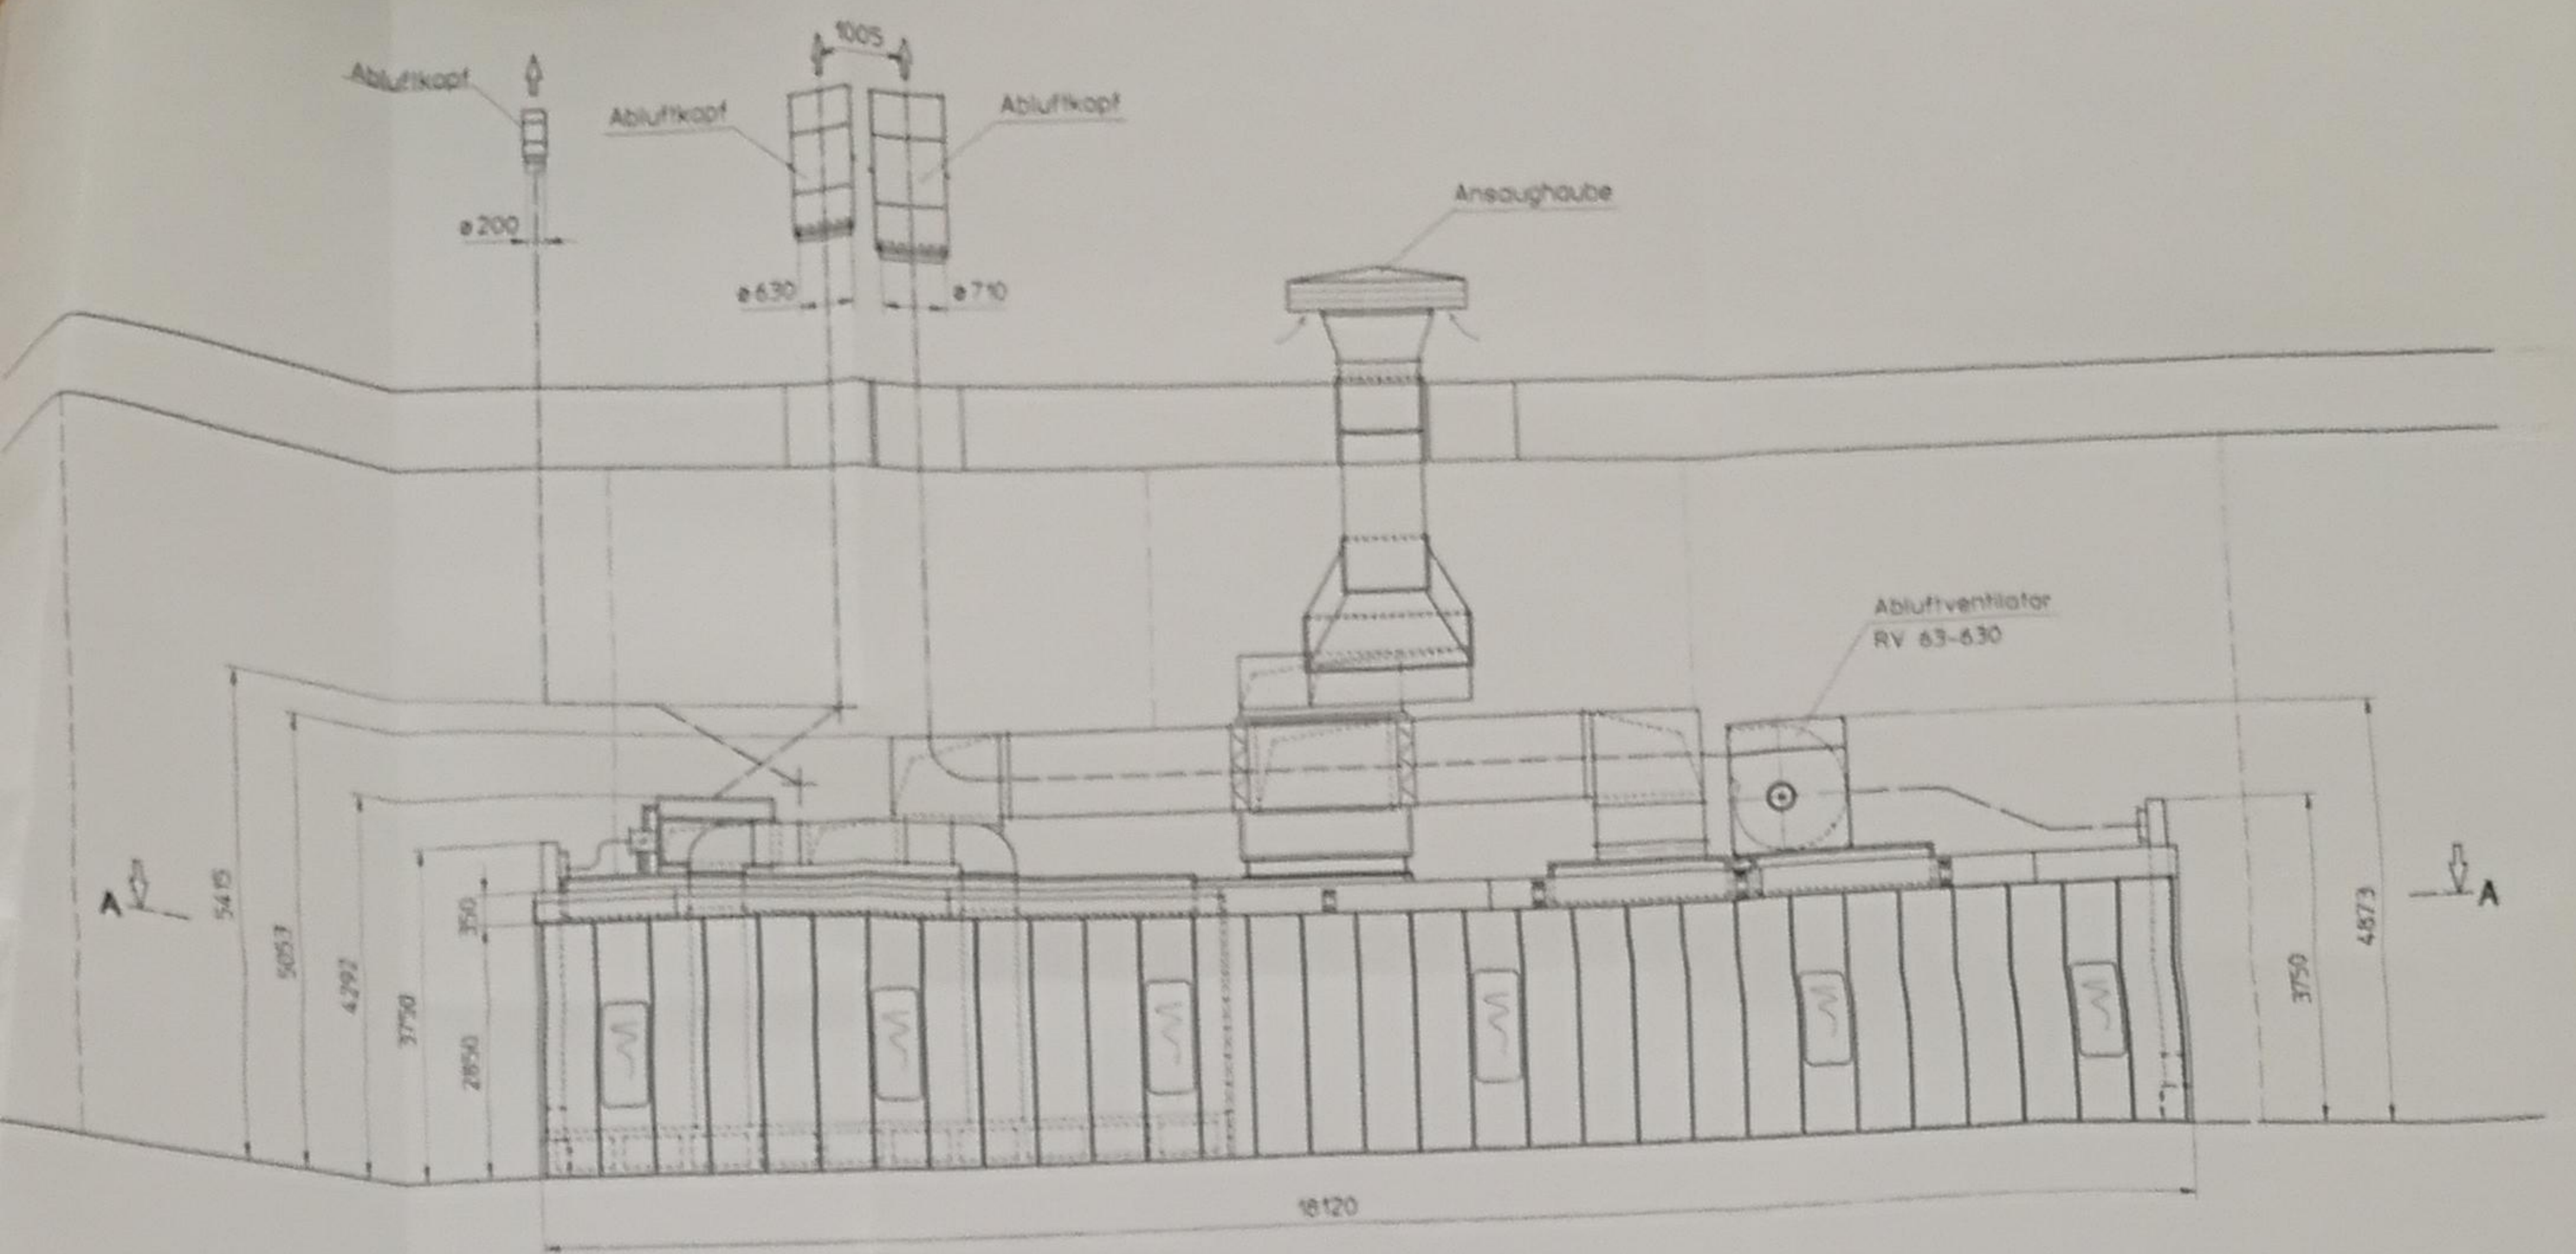 1005
Abluftkopf
Abluftkopf
Abluftkopf
Ansaughaube
ø200
ø630
ø710
Abluftventilator
RV 63-630
A
5415
5053
4292
3750
350
2850
3750
4873
A
18120